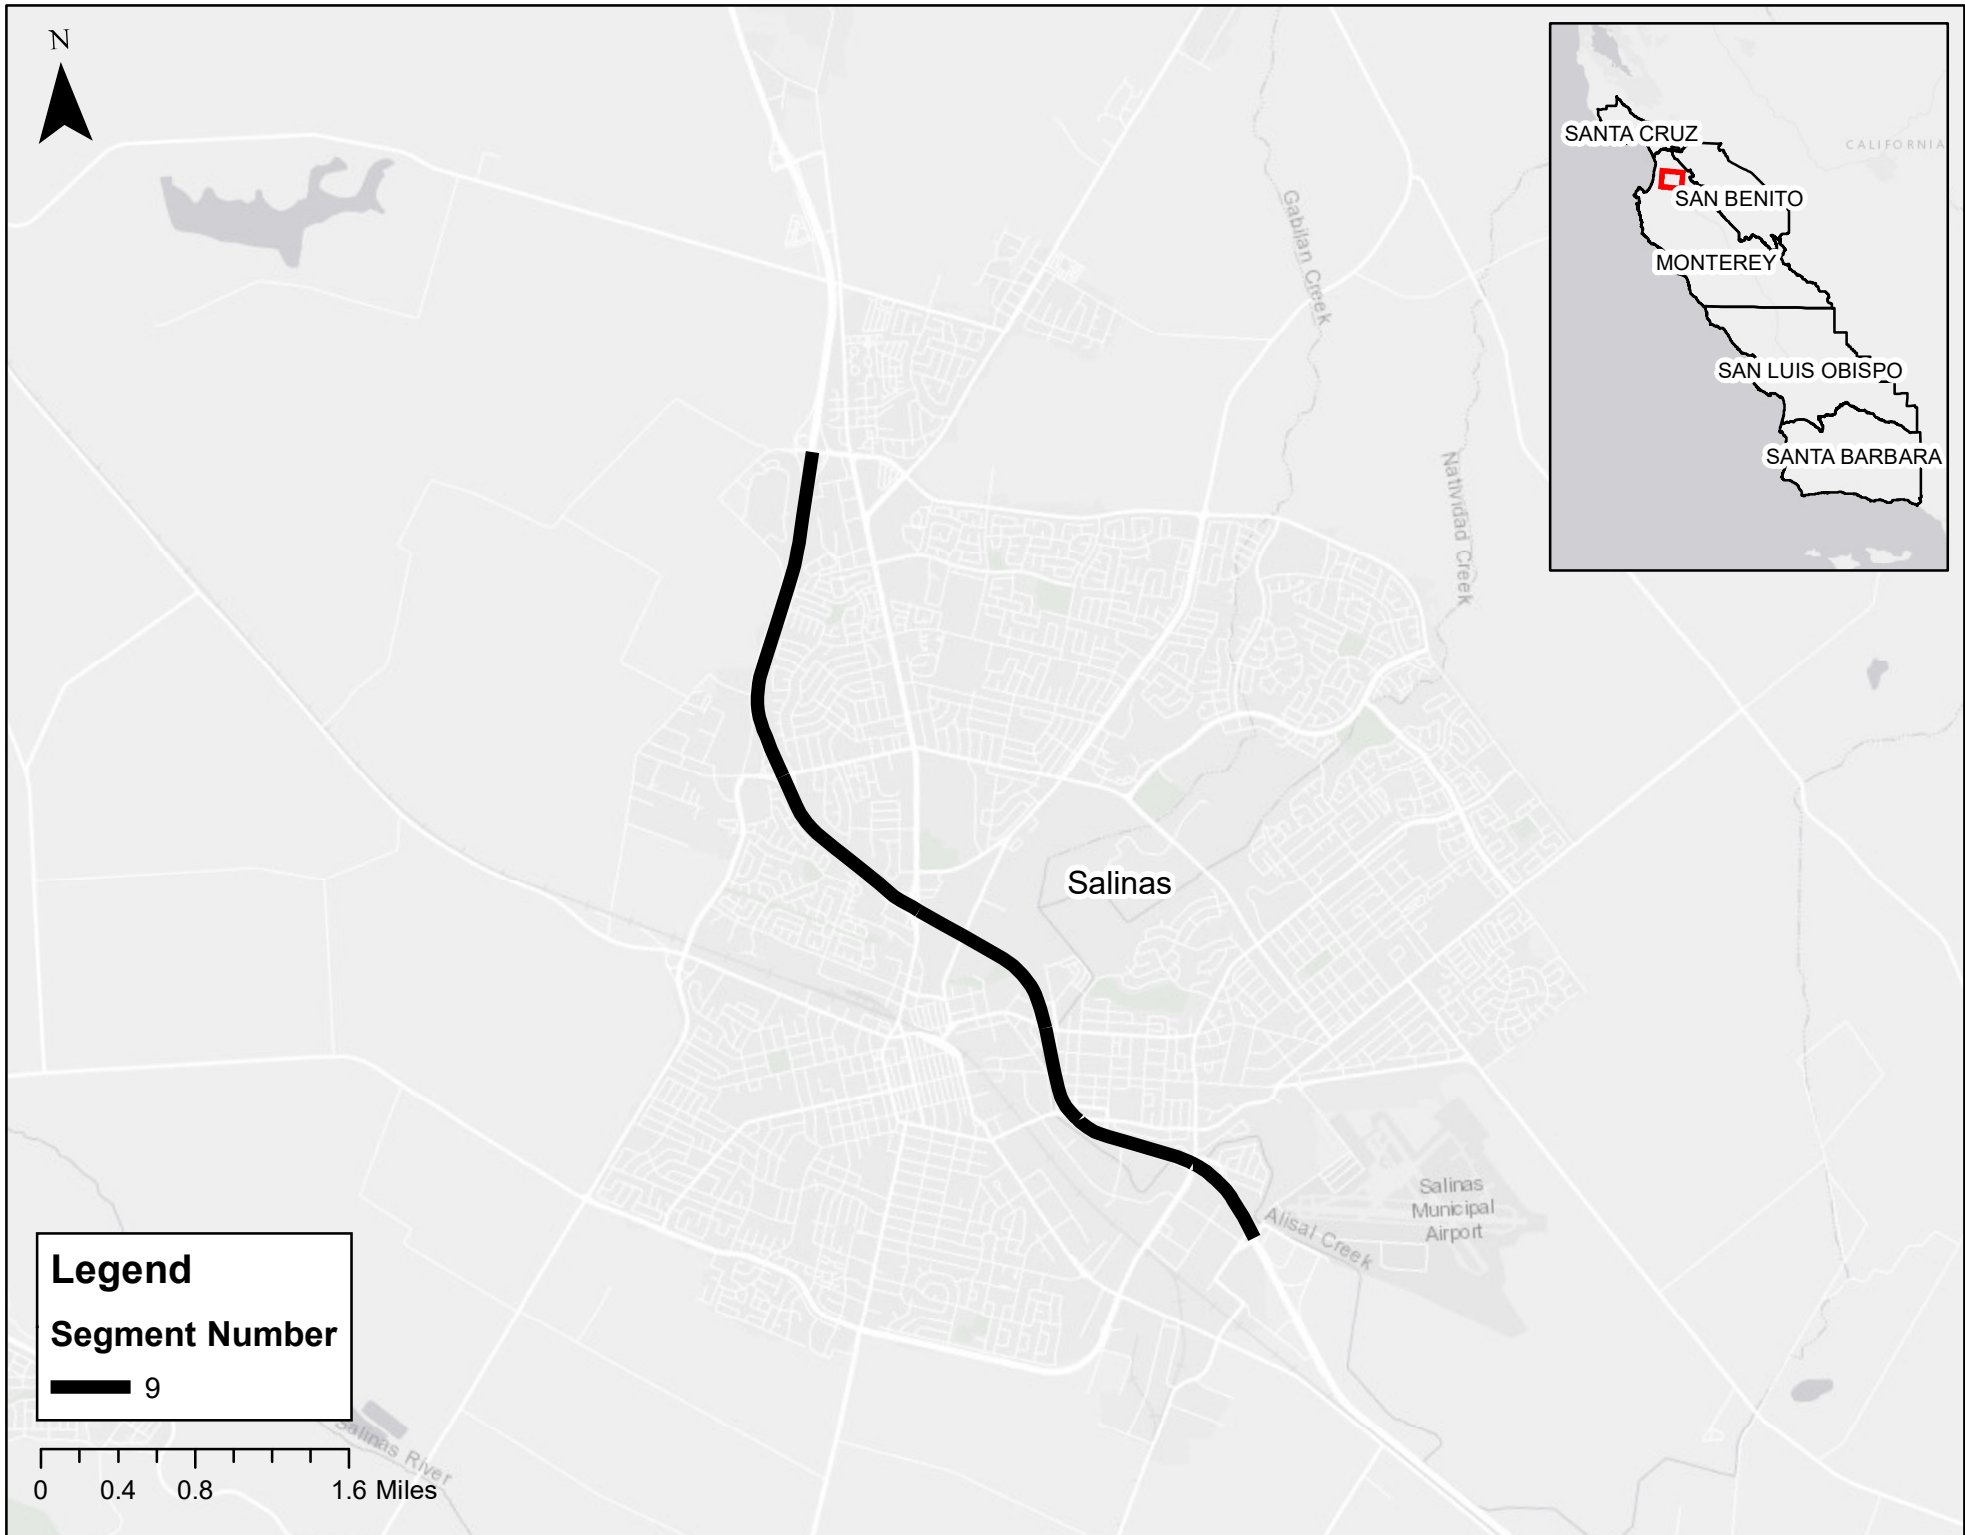 N
CALIFORNIA
SANTA CRUZ
SAN BENITO
MONTEREY
SAN LUIS OBISPO
SANTA BARBARA
Gabilan Creek
Natividad Creek
Salinas
Salinas
Municipal
Airport
Alisal Creek
Legend
Segment Number
9
Salinas River
0 0.4 0.8 1.6 Miles